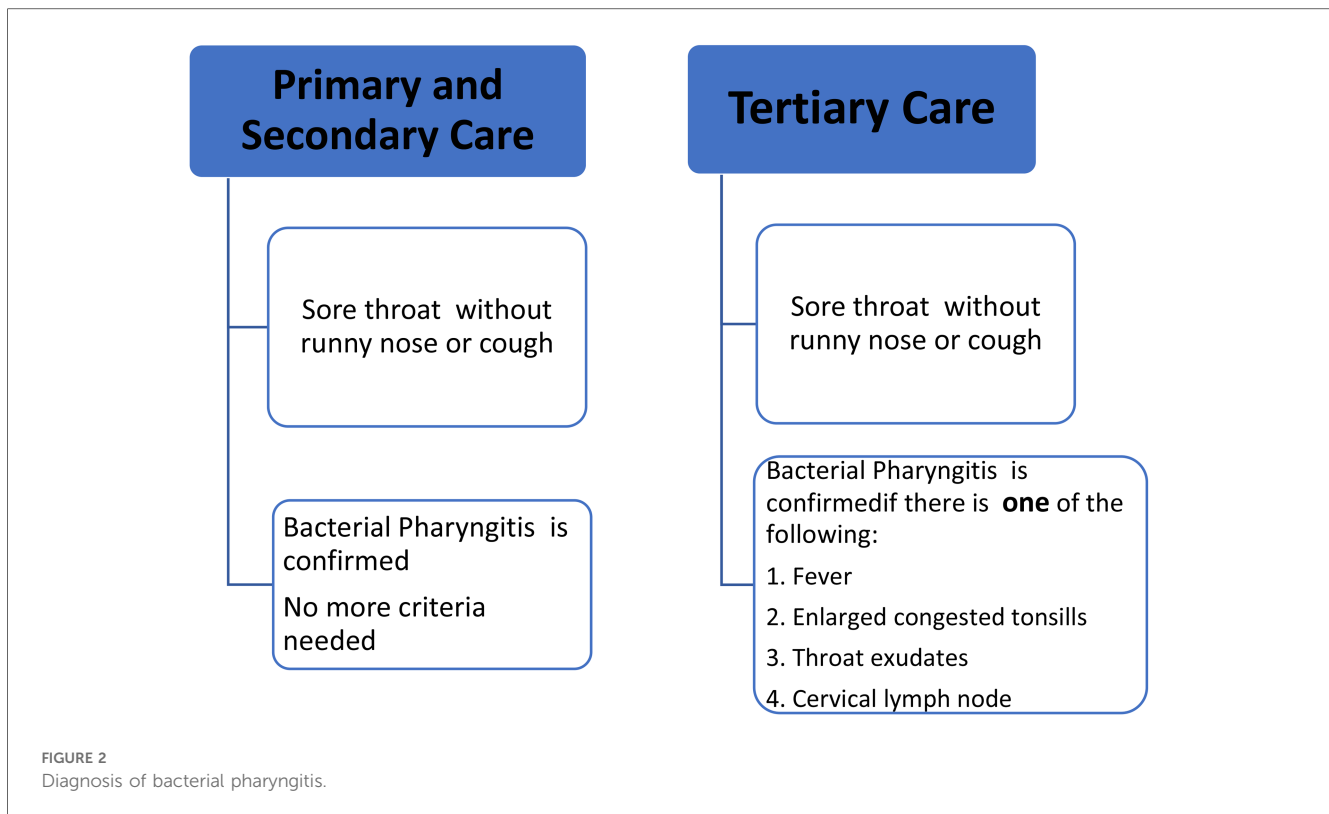 Primary and
Secondary Care
Sore throat  without
runny nose or cough
Bacterial Pharyngitis  is
confirmed
No more criteria
needed
Tertiary Care
Sore throat  without
runny nose or cough
Bacterial Pharyngitis  is
confirmedif there is  one of the
following:
1. Fever
2. Enlarged congested tonsills
3. Throat exudates
4. Cervical lymph node
FIGURE 2
Diagnosis of bacterial pharyngitis.